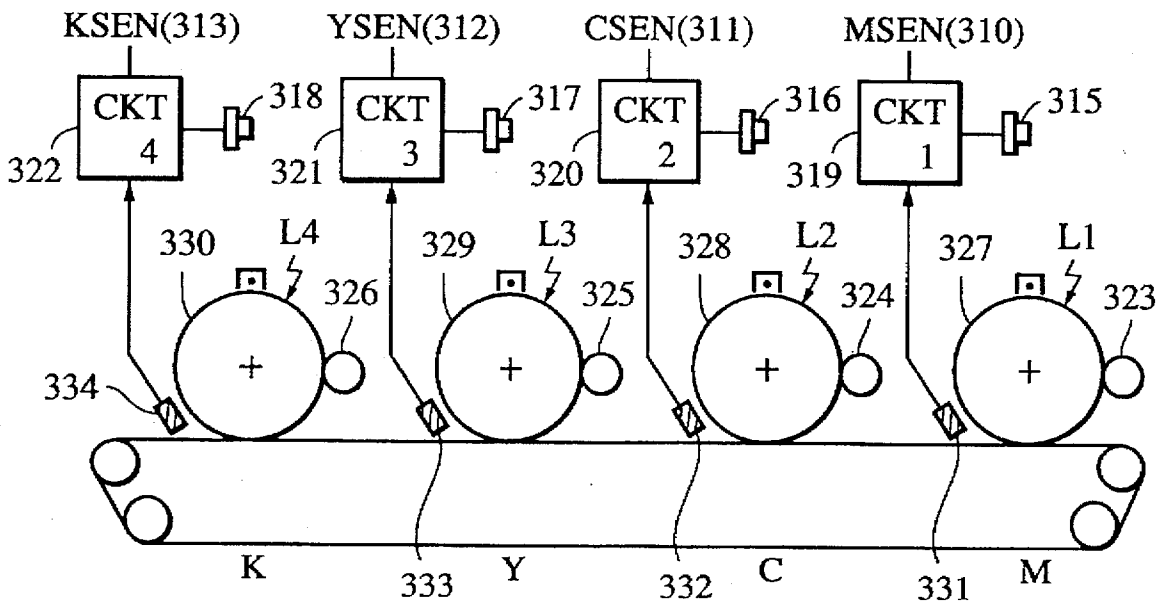 KSEN(313) YSEN(312) CSEN(311) MSEN(310)
CKT 4 318 CKT 3 317 CKT 2 316 CKT 1 315
322 321 320 319
330 L4 329 L3 328 L2 327 L1
326 325 324 323
334
K Y C M
333 332 331